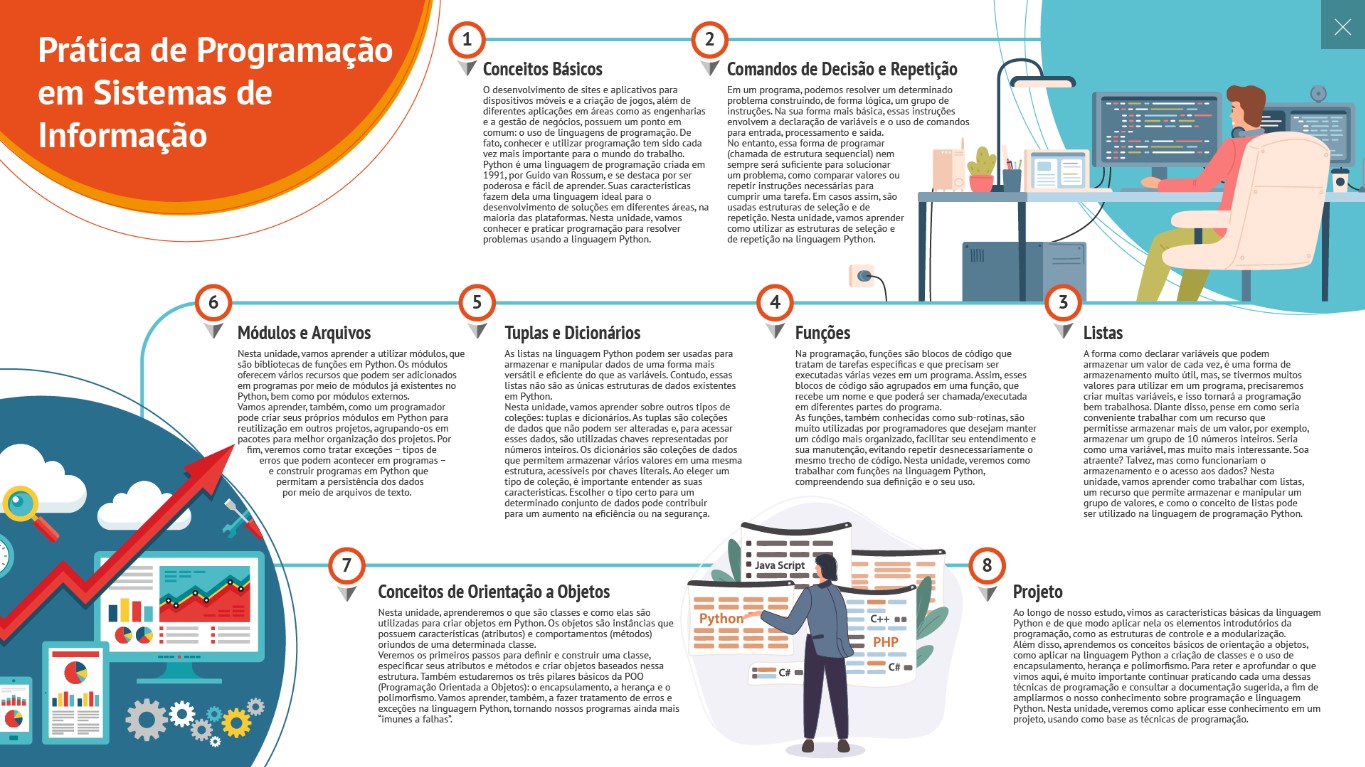 Prática de Programação
em Sistemas de
Informação
1
Conceitos Básicos
O desenvolvimento de sites e aplicativos para
dispositivos móveis e a criação de jogos, além de
diferentes aplicações em áreas como as engenharias
e a gestão de negócios, possuem um ponto em
comum: o uso de linguagens de programação. De
fato, conhecer e utilizar programação tem sido cada
vez mais importante para o mundo do trabalho.
Python é uma linguagem de programação criada em
1991, por Guido van Rossum, e se destaca por ser
poderosa e fácil de aprender. Suas características
fazem dela uma linguagem ideal para o
desenvolvimento de soluções em diferentes áreas, na
maioria das plataformas. Nesta unidade, vamos
conhecer e praticar programação para resolver
problemas usando a linguagem Python.
2
Comandos de Decisão e Repetição
Em um programa, podemos resolver um determinado
problema construindo, de forma lógica, um grupo de
instruções. Na sua forma mais básica, essas instruções
envolvem a declaração de variáveis e o uso de comandos
para entrada, processamento e saída.
No entanto, essa forma de programar
(chamada de estrutura sequencial) nem
sempre será suficiente para solucionar
um problema, como comparar valores ou
repetir instruções necessárias para
cumprir uma tarefa. Em casos assim, são
usadas estruturas de seleção e de
repetição. Nesta unidade, vamos aprender
como utilizar as estruturas de seleção e
de repetição na linguagem Python.
3
Listas
A forma como declarar variáveis que podem
armazenar um valor de cada vez, é uma forma de
armazenamento muito útil, mas, se tivermos muitos
valores para utilizar em um programa, precisaremos
criar muitas variáveis, e isso tornará a programação
bem trabalhosa. Diante disso, pense em como seria
conveniente trabalhar com um recurso que
permitisse armazenar mais de um valor, por exemplo,
armazenar um grupo de 10 números inteiros. Seria
como uma variável, mas muito mais interessante. Soa
atraente? Talvez, mas como funcionariam o
armazenamento e o acesso aos dados? Nesta
unidade, vamos aprender como trabalhar com listas,
um recurso que permite armazenar e manipular um
grupo de valores, e como o conceito de listas pode
ser utilizado na linguagem de programação Python.
4
Funções
Na programação, funções são blocos de código que
tratam de tarefas específicas e que precisam ser
executadas várias vezes em um programa. Assim, esses
blocos de código são agrupados em uma função, que
recebe um nome e que poderá ser chamada/executada
em diferentes partes do programa.
As funções, também conhecidas como sub-rotinas, são
muito utilizadas por programadores que desejam manter
um código mais organizado, facilitar seu entendimento e
sua manutenção, evitando repetir desnecessariamente o
mesmo trecho de código. Nesta unidade, veremos como
trabalhar com funções na linguagem Python,
compreendendo sua definição e o seu uso.
5
Tuplas e Dicionários
As listas na linguagem Python podem ser usadas para
armazenar e manipular dados de uma forma mais
versátil e eficiente do que as variáveis. Contudo, essas
listas não são as únicas estruturas de dados existentes
em Python.
Nesta unidade, vamos aprender sobre outros tipos de
coleções: tuplas e dicionários. As tuplas são coleções
de dados que não podem ser alteradas e, para acessar
esses dados, são utilizadas chaves representadas por
números inteiros. Os dicionários são coleções de dados
que permitem armazenar vários valores em uma mesma
estrutura, acessíveis por chaves literais. Ao eleger um
tipo de coleção, é importante entender as suas
características. Escolher o tipo certo para um
determinado conjunto de dados pode contribuir
para um aumento na eficiência ou na segurança.
6
Módulos e Arquivos
Nesta unidade, vamos aprender a utilizar módulos, que
são bibliotecas de funções em Python. Os módulos
oferecem vários recursos que podem ser adicionados
em programas por meio de módulos já existentes no
Python, bem como por módulos externos.
Vamos aprender, também, como um programador
pode criar seus próprios módulos em Python para
reutilização em outros projetos, agrupando-os em
pacotes para melhor organização dos projetos. Por
fim, veremos como tratar exceções – tipos de
erros que podem acontecer em programas –
e construir programas em Python que
permitam a persistência dos dados
por meio de arquivos de texto.
7
Conceitos de Orientação a Objetos
Nesta unidade, aprenderemos o que são classes e como elas são
utilizadas para criar objetos em Python. Os objetos são instâncias que
possuem características (atributos) e comportamentos (métodos)
oriundos de uma determinada classe.
Veremos os primeiros passos para definir e construir uma classe,
especificar seus atributos e métodos e criar objetos baseados nessa
estrutura. Também estudaremos os três pilares básicos da POO
(Programação Orientada a Objetos): o encapsulamento, a herança e o
polimorfismo. Vamos aprender, também, a fazer tratamento de erros e
exceções na linguagem Python, tornando nossos programas ainda mais
“imunes a falhas”.
Java Script
Python
C++
PHP
C#
C#
8
Projeto
Ao longo de nosso estudo, vimos as características básicas da linguagem
Python e de que modo aplicar nela os elementos introdutórios da
programação, como as estruturas de controle e a modularização.
Além disso, aprendemos os conceitos básicos de orientação a objetos,
como aplicar na linguagem Python a criação de classes e o uso de
encapsulamento, herança e polimorfismo. Para reter e aprofundar o que
vimos aqui, é muito importante continuar praticando cada uma dessas
técnicas de programação e consultar a documentação sugerida, a fim de
ampliarmos o nosso conhecimento sobre programação e linguagem
Python. Nesta unidade, veremos como aplicar esse conhecimento em um
projeto, usando como base as técnicas de programação.